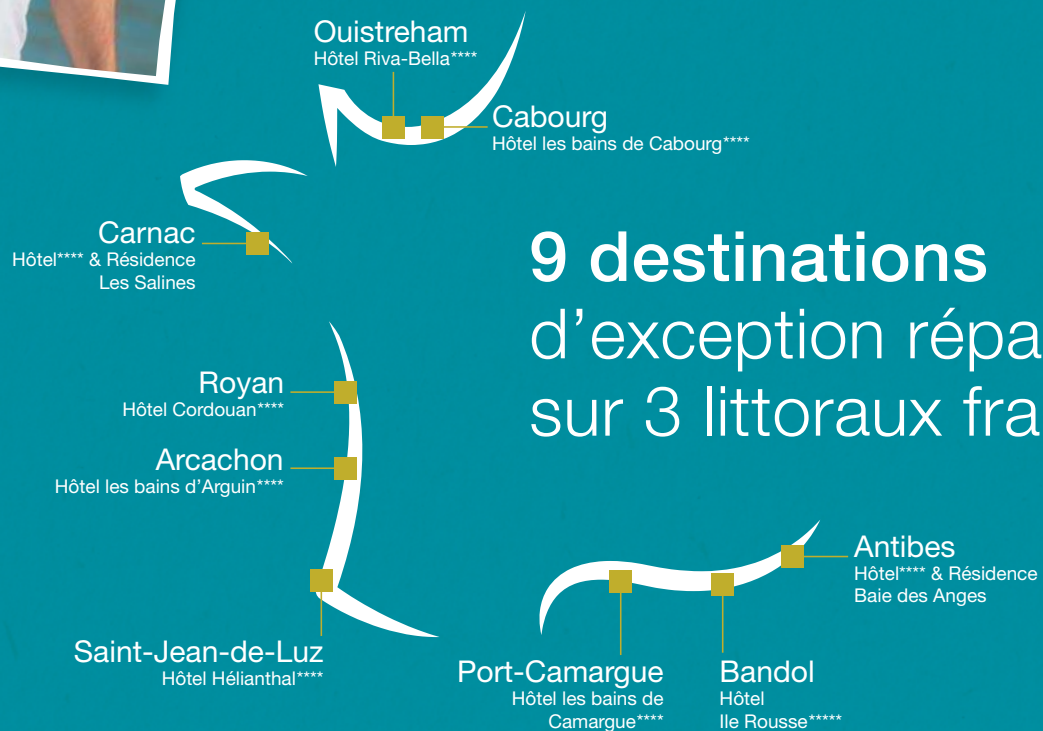 Ouistreham
Hôtel Riva-Bella****
Cabourg
Hôtel les bains de Cabourg****
Carnac
Hôtel**** & Résidence
Les Salines
9 destinations
d’exception
sur 3 littoraux
Royan
Hôtel Cordouan****
Arcachon
Hôtel les bains d’Arguin****
Antibes
Hôtel**** & Résidence
Baie des Anges
Saint-Jean-de-Luz
Hôtel Hélianthal****
Port-Camargue
Hôtel les bains de
Camargue****
Bandol
Hôtel
Ile Rousse*****